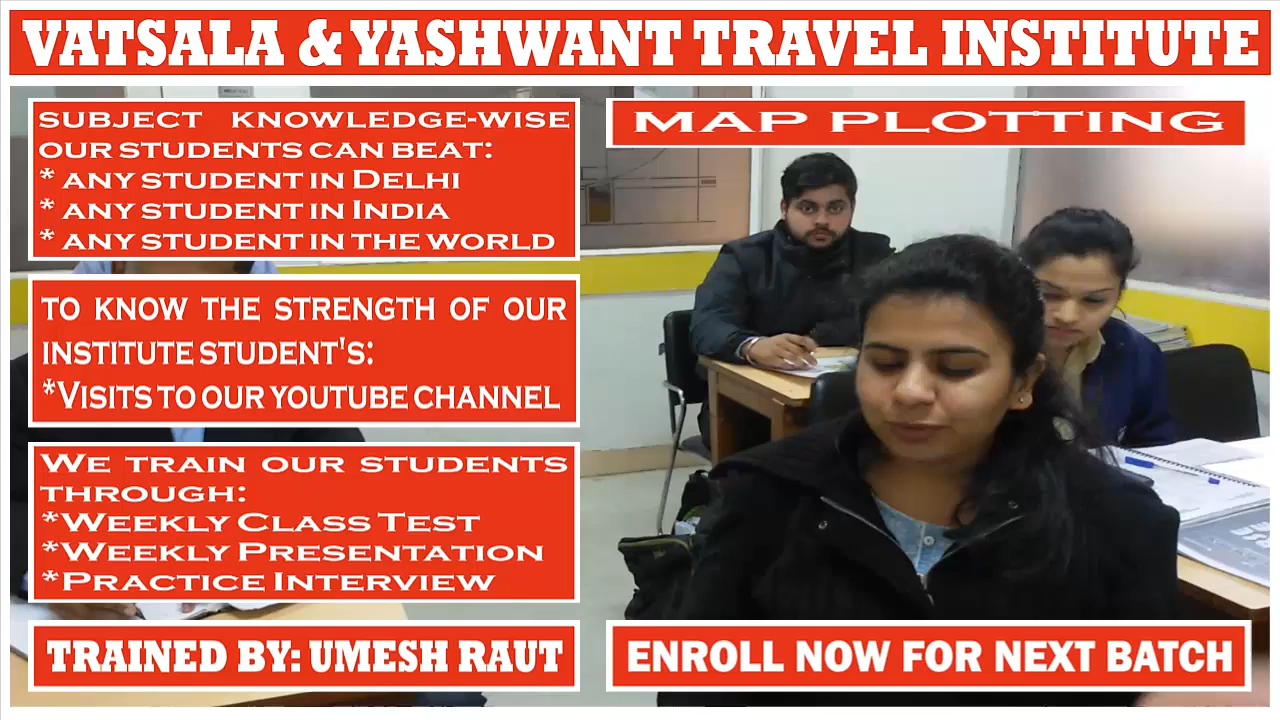 VATSALA & YASHWANT TRAVEL INSTITUTE
SUBJECT KNOWLEDGE-WISE
OUR STUDENTS CAN BEAT:
* ANY STUDENT IN DELHI
* ANY STUDENT IN INDIA
* ANY STUDENT IN THE WORLD
TO KNOW THE STRENGTH OF OUR
INSTITUTE STUDENT'S:
*VISITS TO OUR YOUTUBE CHANNEL
WE TRAIN OUR STUDENTS
THROUGH:
*WEEKLY CLASS TEST
*WEEKLY PRESENTATION
*PRACTICE INTERVIEW
TRAINED BY: UMESH RAUT
MAP PLOTTING
ENROLL NOW FOR NEXT BATCH